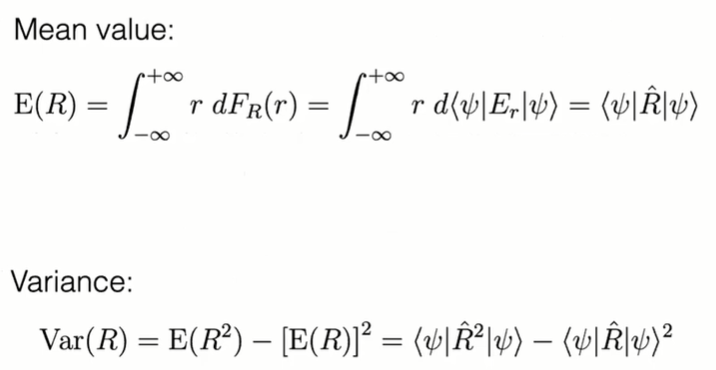 Mean value:
E(R) = ∫_{-∞}^{+∞} r dF_R(r) = ∫_{-∞}^{+∞} r d⟨ψ|E_r|ψ⟩ = ⟨ψ|R̂|ψ⟩
Variance:
Var(R) = E(R²) − [E(R)]² = ⟨ψ|R̂²|ψ⟩ − ⟨ψ|R̂|ψ⟩²